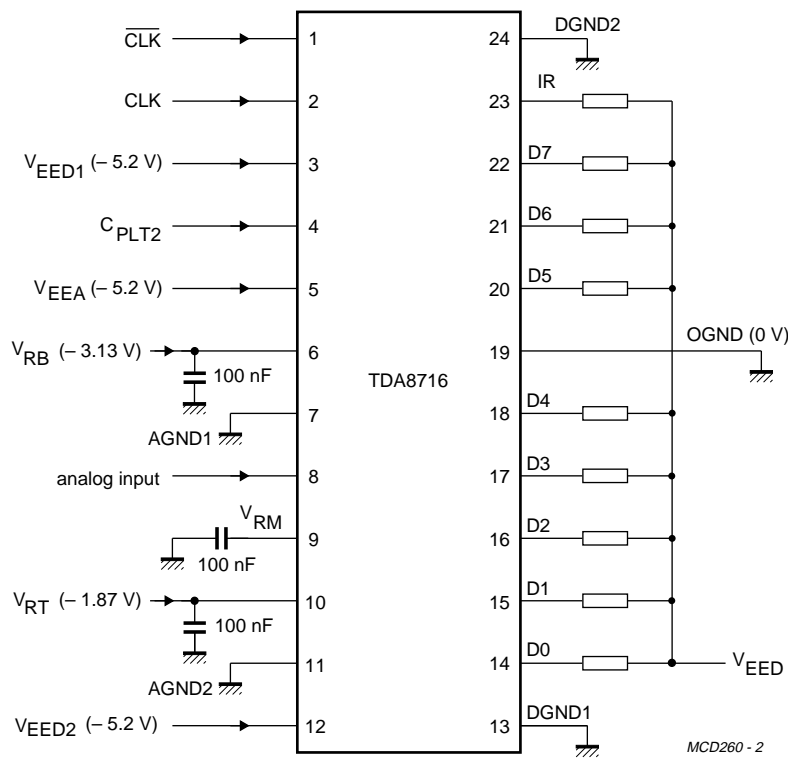 CLK 1
CLK 2
VEED1 (– 5.2 V) 3
CPLT2 4
VEEA (– 5.2 V) 5
VRB (– 3.13 V) 6
100 nF
AGND1 7
analog input 8
VRM 9
100 nF
VRT (– 1.87 V) 10
100 nF
AGND2 11
VEED2 (– 5.2 V) 12
TDA8716
24 DGND2
23 IR
22 D7
21 D6
20 D5
19 OGND (0 V)
18 D4
17 D3
16 D2
15 D1
14 D0 VEED
13 DGND1
MCD260 - 2